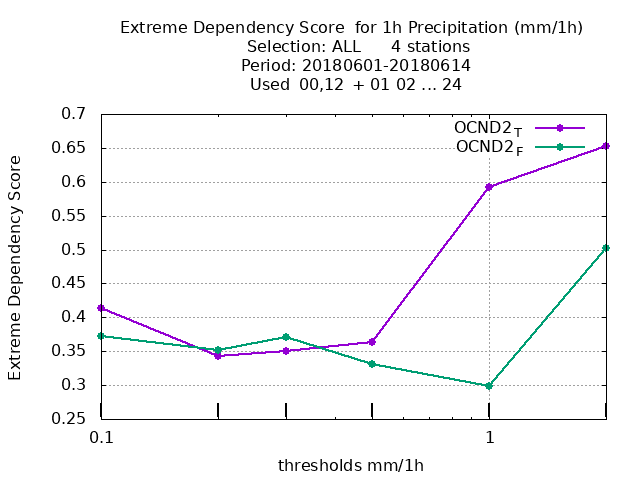 Extreme Dependency Score  for 1h Precipitation (mm/1h)
Selection: ALL      4 stations
Period: 20180601-20180614
Used  00,12  + 01 02 ... 24
OCND2T
OCND2F
Extreme Dependency Score
0.7
0.65
0.6
0.55
0.5
0.45
0.4
0.35
0.3
0.25
0.1
1
thresholds mm/1h